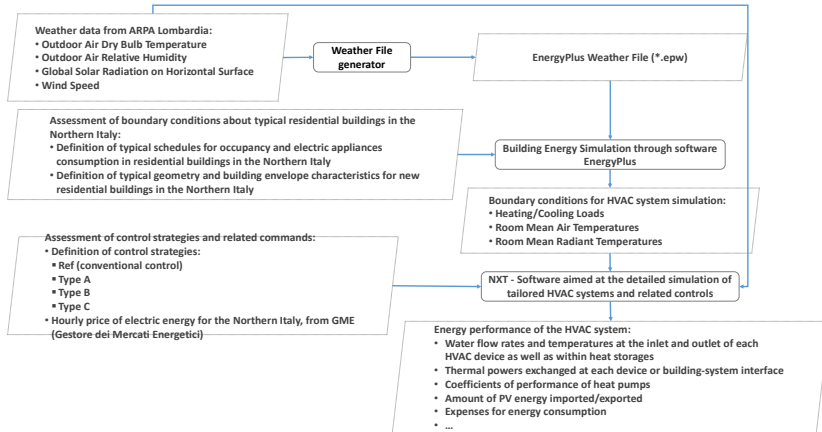 Weather data from ARPA Lombardia:
• Outdoor Air Dry Bulb Temperature
• Outdoor Air Relative Humidity
• Global Solar Radiation on Horizontal Surface
• Wind Speed
Weather File
generator
EnergyPlus Weather File (*.epw)
Assessment of boundary conditions about typical residential buildings in the
Northern Italy:
• Definition of typical schedules for occupancy and electric appliances
consumption in residential buildings in the Northern Italy
• Definition of typical geometry and building envelope characteristics for new
residential buildings in the Northern Italy
Building Energy Simulation through software
EnergyPlus
Boundary conditions for HVAC system simulation:
• Heating/Cooling Loads
• Room Mean Air Temperatures
• Room Mean Radiant Temperatures
Assessment of control strategies and related commands:
• Definition of control strategies:
▪ Ref (conventional control)
▪ Type A
▪ Type B
▪ Type C
• Hourly price of electric energy for the Northern Italy, from GME
(Gestore dei Mercati Energetici)
NXT - Software aimed at the detailed simulation of
tailored HVAC systems and related controls
Energy performance of the HVAC system:
• Water flow rates and temperatures at the inlet and outlet of each
HVAC device as well as within heat storages
• Thermal powers exchanged at each device or building-system interface
• Coefficients of performance of heat pumps
• Amount of PV energy imported/exported
• Expenses for energy consumption
• ...